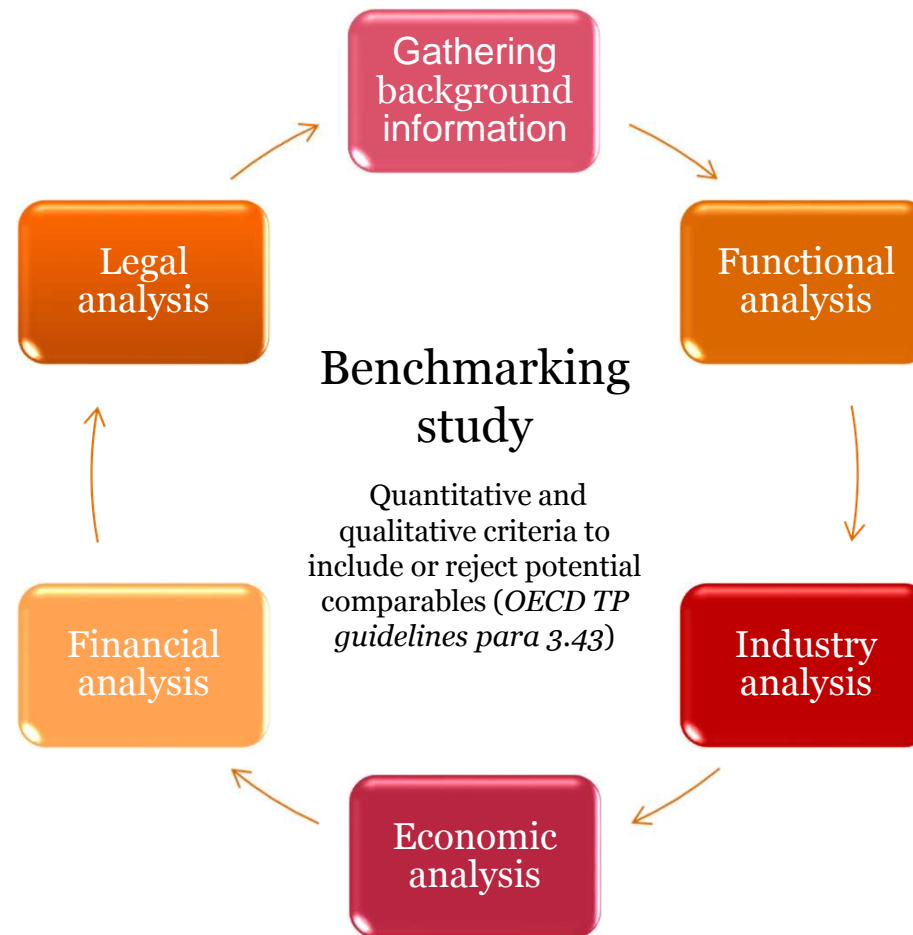 Gathering
background
information
Functional
analysis
Industry
analysis
Economic
analysis
Financial
analysis
Legal
analysis
Benchmarking
study
Quantitative and
qualitative criteria to
include or reject potential
comparables (OECD TP
guidelines para 3.43)